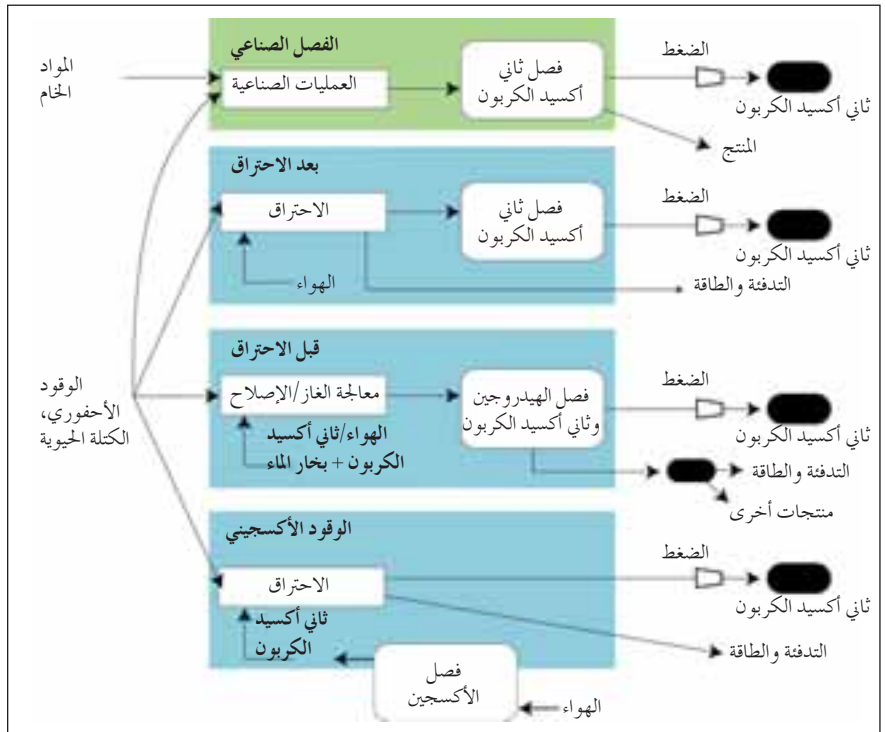 الفصل الصناعي
المواد
الخام
العمليات الصناعية
فصل ثاني
أكسيد الكربون
الضغط
ثاني أكسيد الكربون
المنتج
بعد الاحتراق
الاحتراق
الهواء
فصل ثاني
أكسيد الكربون
الضغط
ثاني أكسيد الكربون
التدفئة والطاقة
الوقود
الأحفوري،
الكتلة الحيوية
قبل الاحتراق
معالجة الغاز/الإصلاح
الهواء/ثاني أكسيد
الكربون + بخار الماء
فصل الهيدروجين
وثاني أكسيد الكربون
الضغط
ثاني أكسيد الكربون
التدفئة والطاقة
منتجات أخرى
الوقود الأكسجيني
الاحتراق
ثاني أكسيد
الكربون
الضغط
ثاني أكسيد الكربون
التدفئة والطاقة
فصل
الأكسجين
الهواء